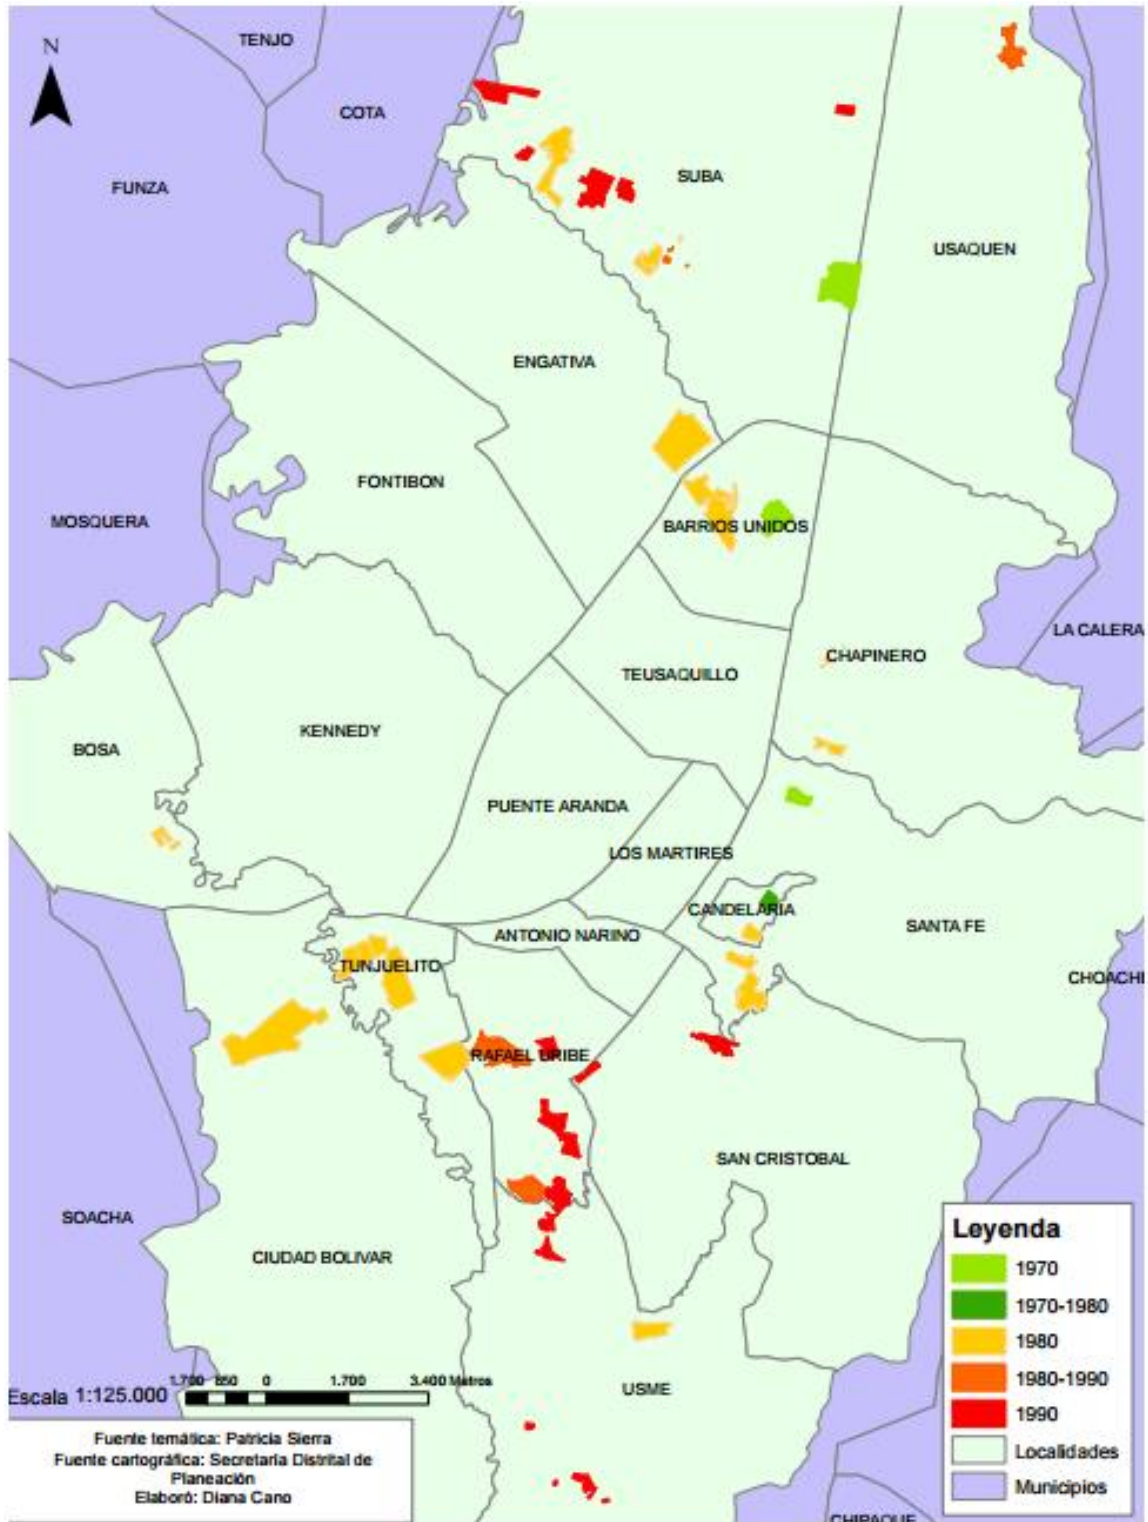 N
TENJO
COTA
FUNZA
SUBA
USAQUEN
ENGATIVA
FONTIBON
MOSQUERA
BARRIOS UNIDOS
LA CALERA
CHAPINERO
TEUSAQUILLO
KENNEDY
BOSA
PUENTE ARANDA
LOS MARTIRES
CANDELARIA
SANTA FE
ANTONIO NARINO
TUNJUELITO
CHOACHI
RAFAEL URIBE
SAN CRISTOBAL
SOACHA
CIUDAD BOLIVAR
USME
CHIPAQUE
Leyenda
1970
1970-1980
1980
1980-1990
1990
Localidades
Municipios
1.700 850 0 1.700 3.400 Metros
Escala 1:125.000
Fuente temática: Patricia Sierra
Fuente cartográfica: Secretaría Distrital de
Planeación
Elaboró: Diana Cano